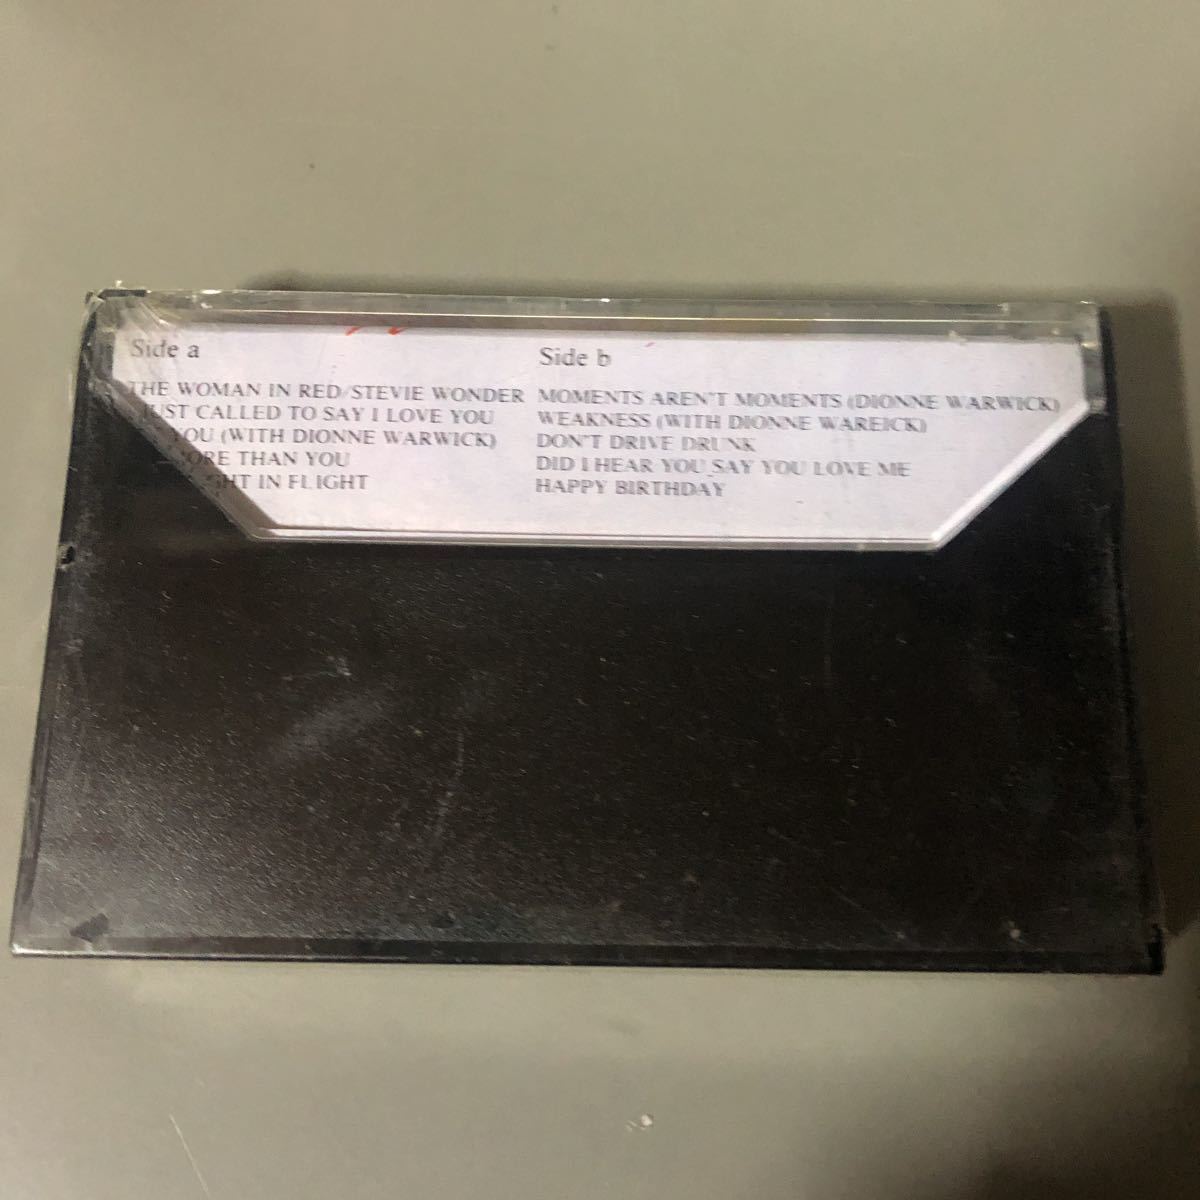 Side a
THE WOMAN IN RED/STEVIE WONDER
JUST CALLED TO SAY I LOVE YOU
YOU (WITH DIONNE WARWICK)
MORE THAN YOU
IN FLIGHT
Side b
MOMENTS AREN'T MOMENTS (DIONNE WARWICK)
WEAKNESS (WITH DIONNE WAREICK)
DON'T DRIVE DRUNK
DID I HEAR YOU SAY YOU LOVE ME
HAPPY BIRTHDAY